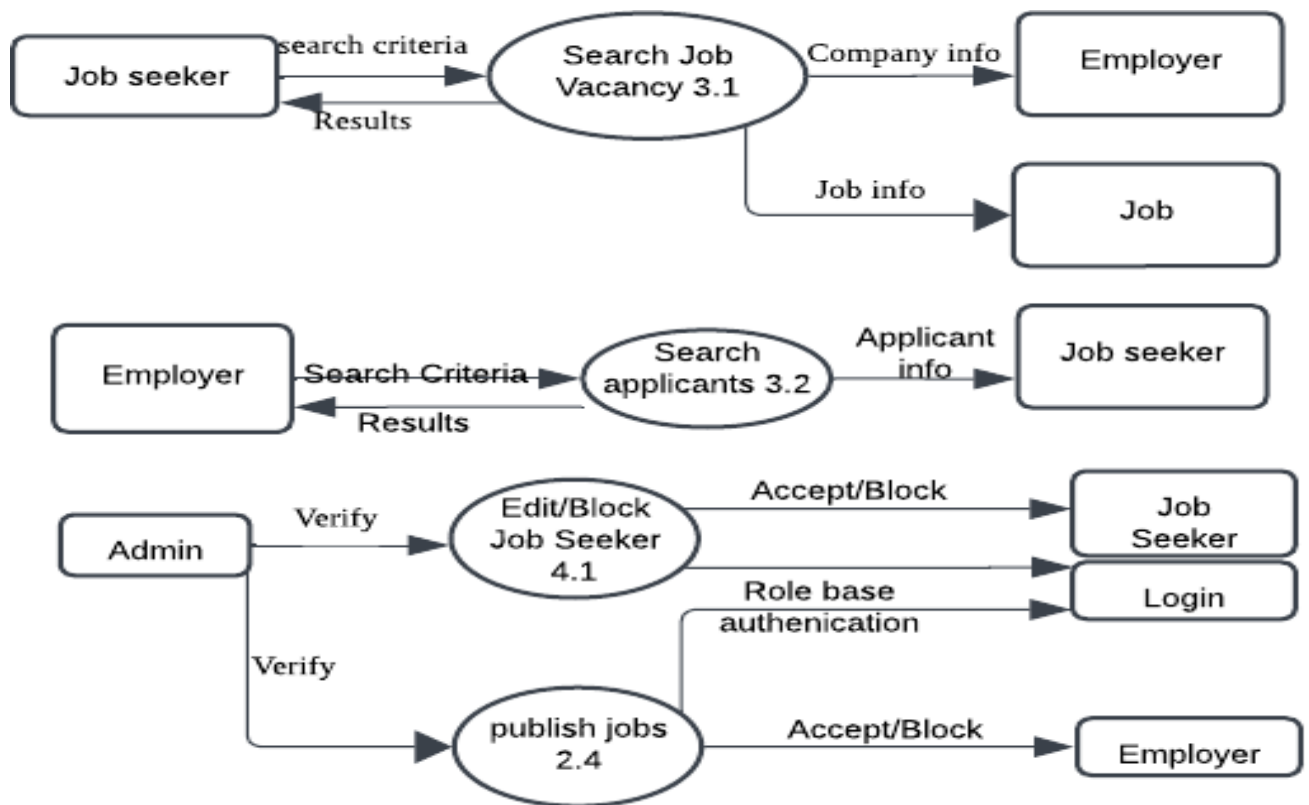 Job seeker
search criteria
Results
Search Job
Vacancy 3.1
Company info
Employer
Job info
Job
Employer
Search Criteria
Results
Search
applicants 3.2
Applicant
info
Job seeker
Admin
Verify
Edit/Block
Job Seeker
4.1
Accept/Block
Job
Seeker
Role base
authenication
Login
Verify
publish jobs
2.4
Accept/Block
Employer